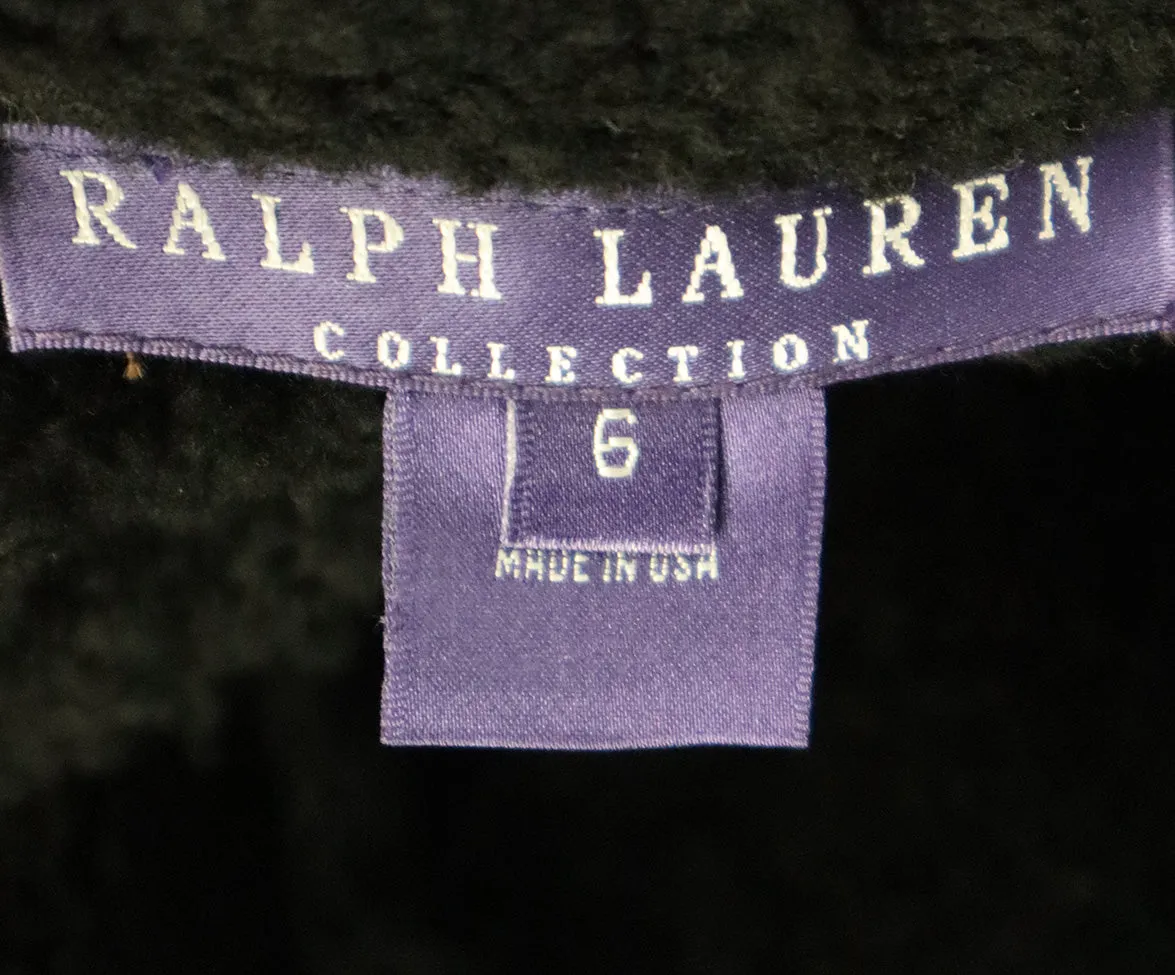 RALPH LAUREN
COLLECTION
6
MADE IN USA